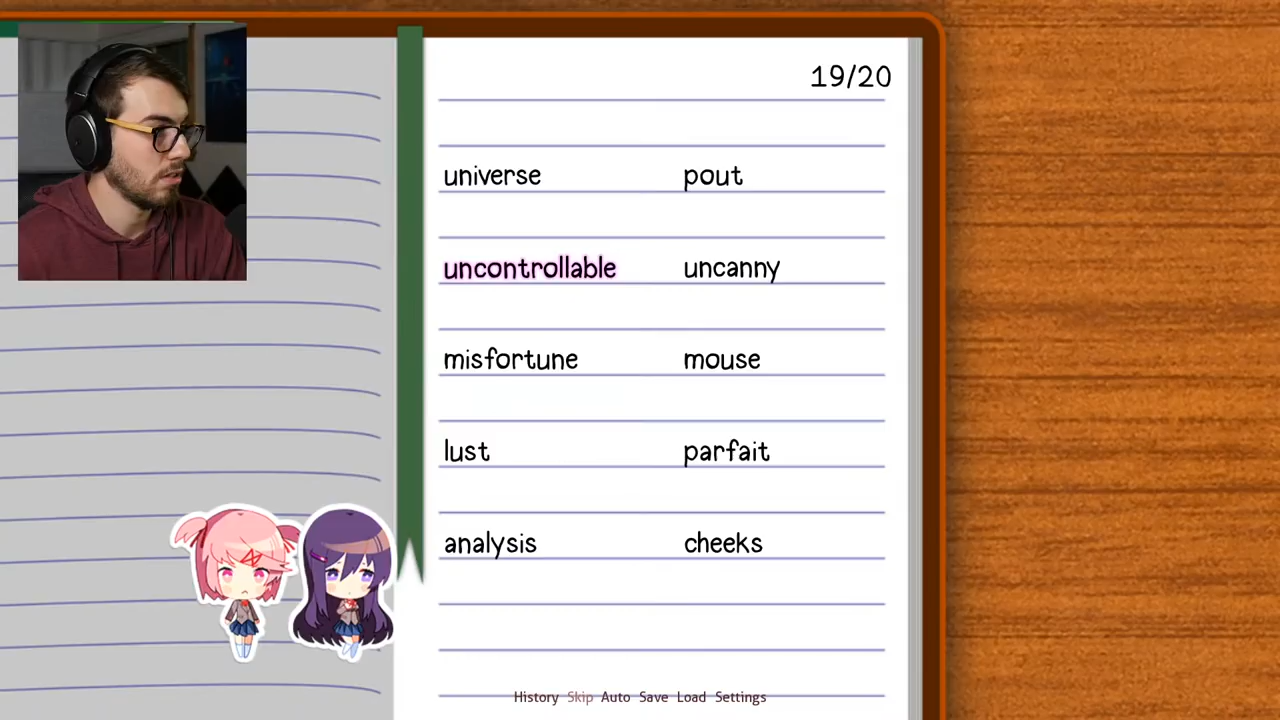 19/20
universe pout
uncontrollable uncanny
misfortune mouse
lust parfait
analysis cheeks
History Skip Auto Save Load Settings